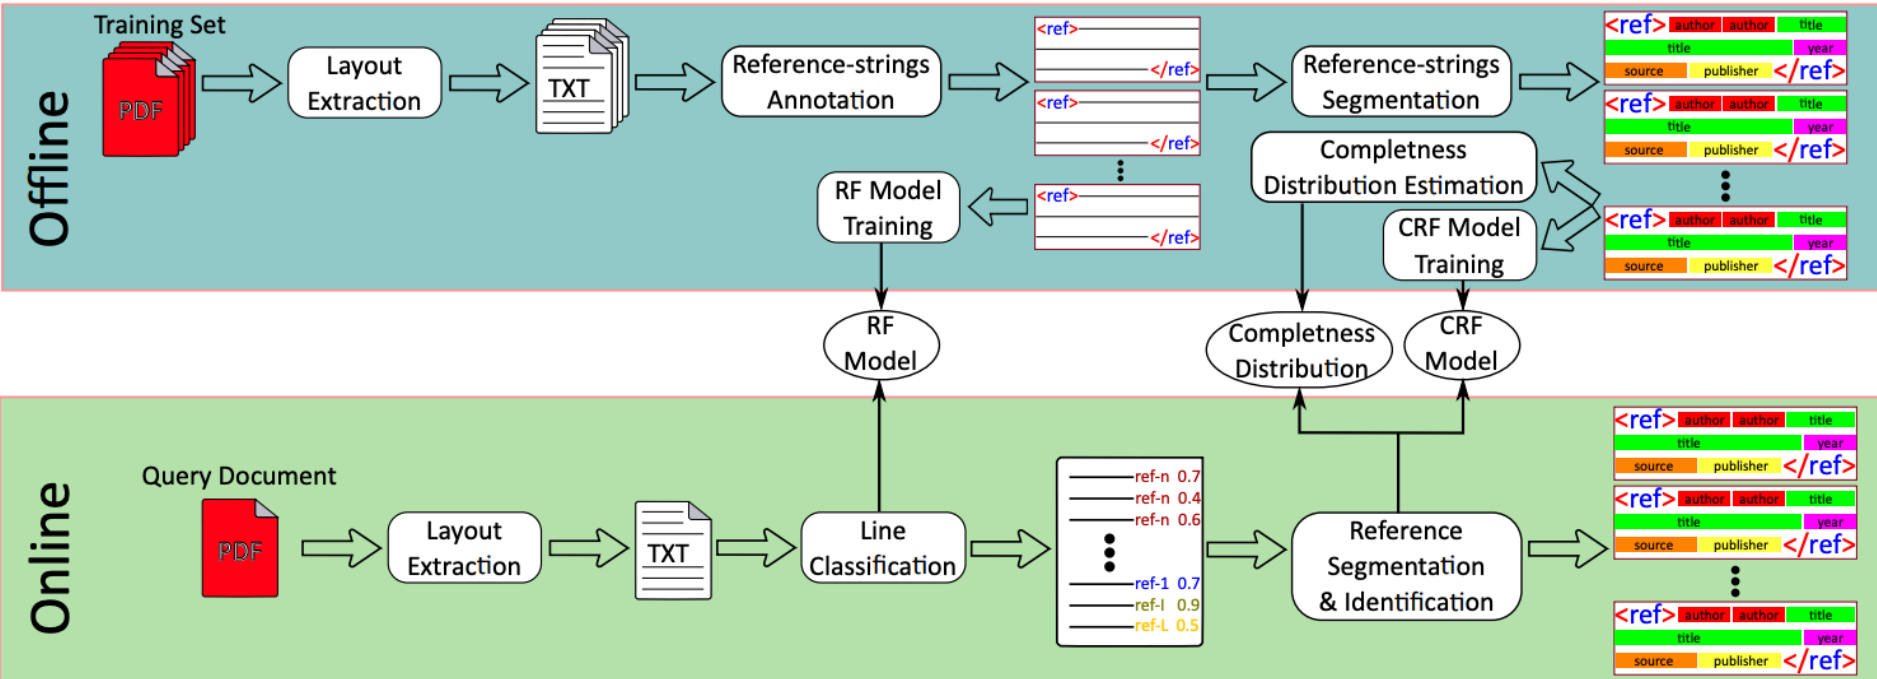 Offline
Training Set
PDF
Layout
Extraction
TXT
Reference-strings
Annotation
<ref>
</ref>
<ref>
</ref>
<ref>
</ref>
Reference-strings
Segmentation
<ref> author author title
title year
source publisher </ref>
<ref> author author title
title year
source publisher </ref>
<ref> author author title
title year
source publisher </ref>
RF Model
Training
Completness
Distribution Estimation
CRF Model
Training
RF
Model
Completness
Distribution
CRF
Model
Online
Query Document
PDF
Layout
Extraction
TXT
Line
Classification
ref-n 0.7
ref-n 0.4
ref-n 0.6
ref-1 0.7
ref-I 0.9
ref-L 0.5
Reference
Segmentation
& Identification
<ref> author author title
title year
source publisher </ref>
<ref> author author title
title year
source publisher </ref>
<ref> author author title
title year
source publisher </ref>